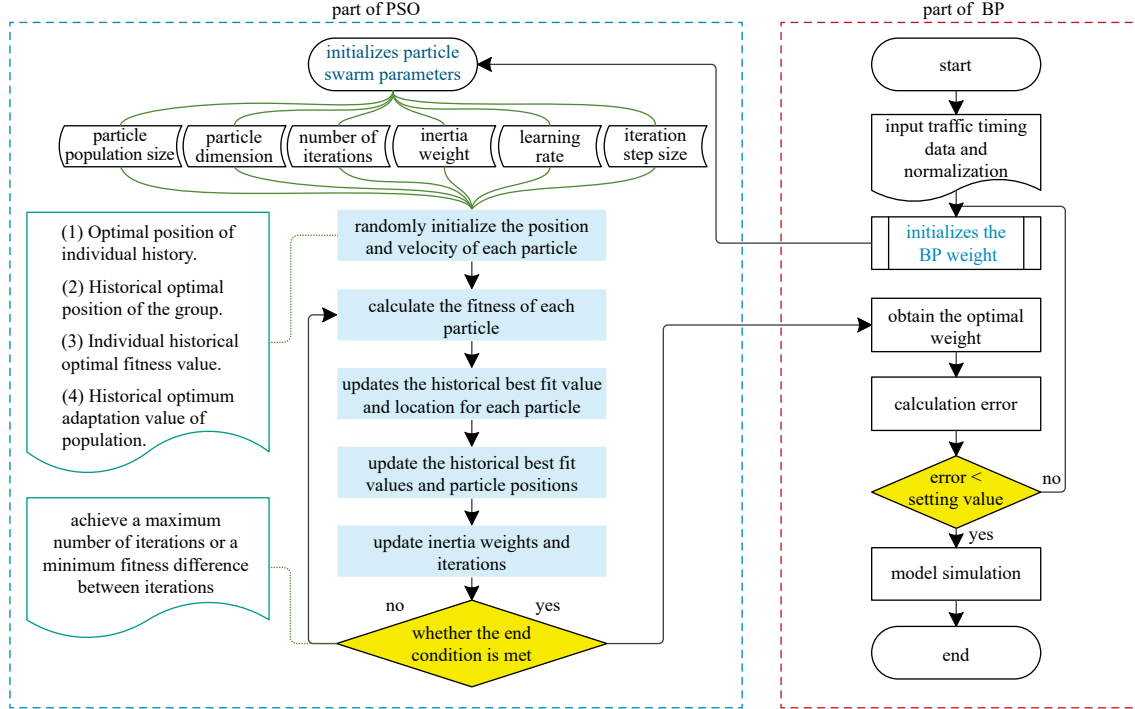 part of PSO
initializes particle
swarm parameters
particle
population size
particle
dimension
number of
iterations
inertia
weight
learning
rate
iteration
step size
(1) Optimal position of
individual history.
(2) Historical optimal
position of the group.
(3) Individual historical
optimal fitness value.
(4) Historical optimum
adaptation value of
population.
achieve a maximum
number of iterations or a
minimum fitness difference
between iterations
randomly initialize the position
and velocity of each particle
calculate the fitness of each
particle
updates the historical best fit value
and location for each particle
update the historical best fit
values and particle positions
update inertia weights and
iterations
no
yes
whether the end
condition is met
part of BP
start
input traffic timing
data and
normalization
initializes the
BP weight
obtain the optimal
weight
calculation error
error <
setting value
no
yes
model simulation
end